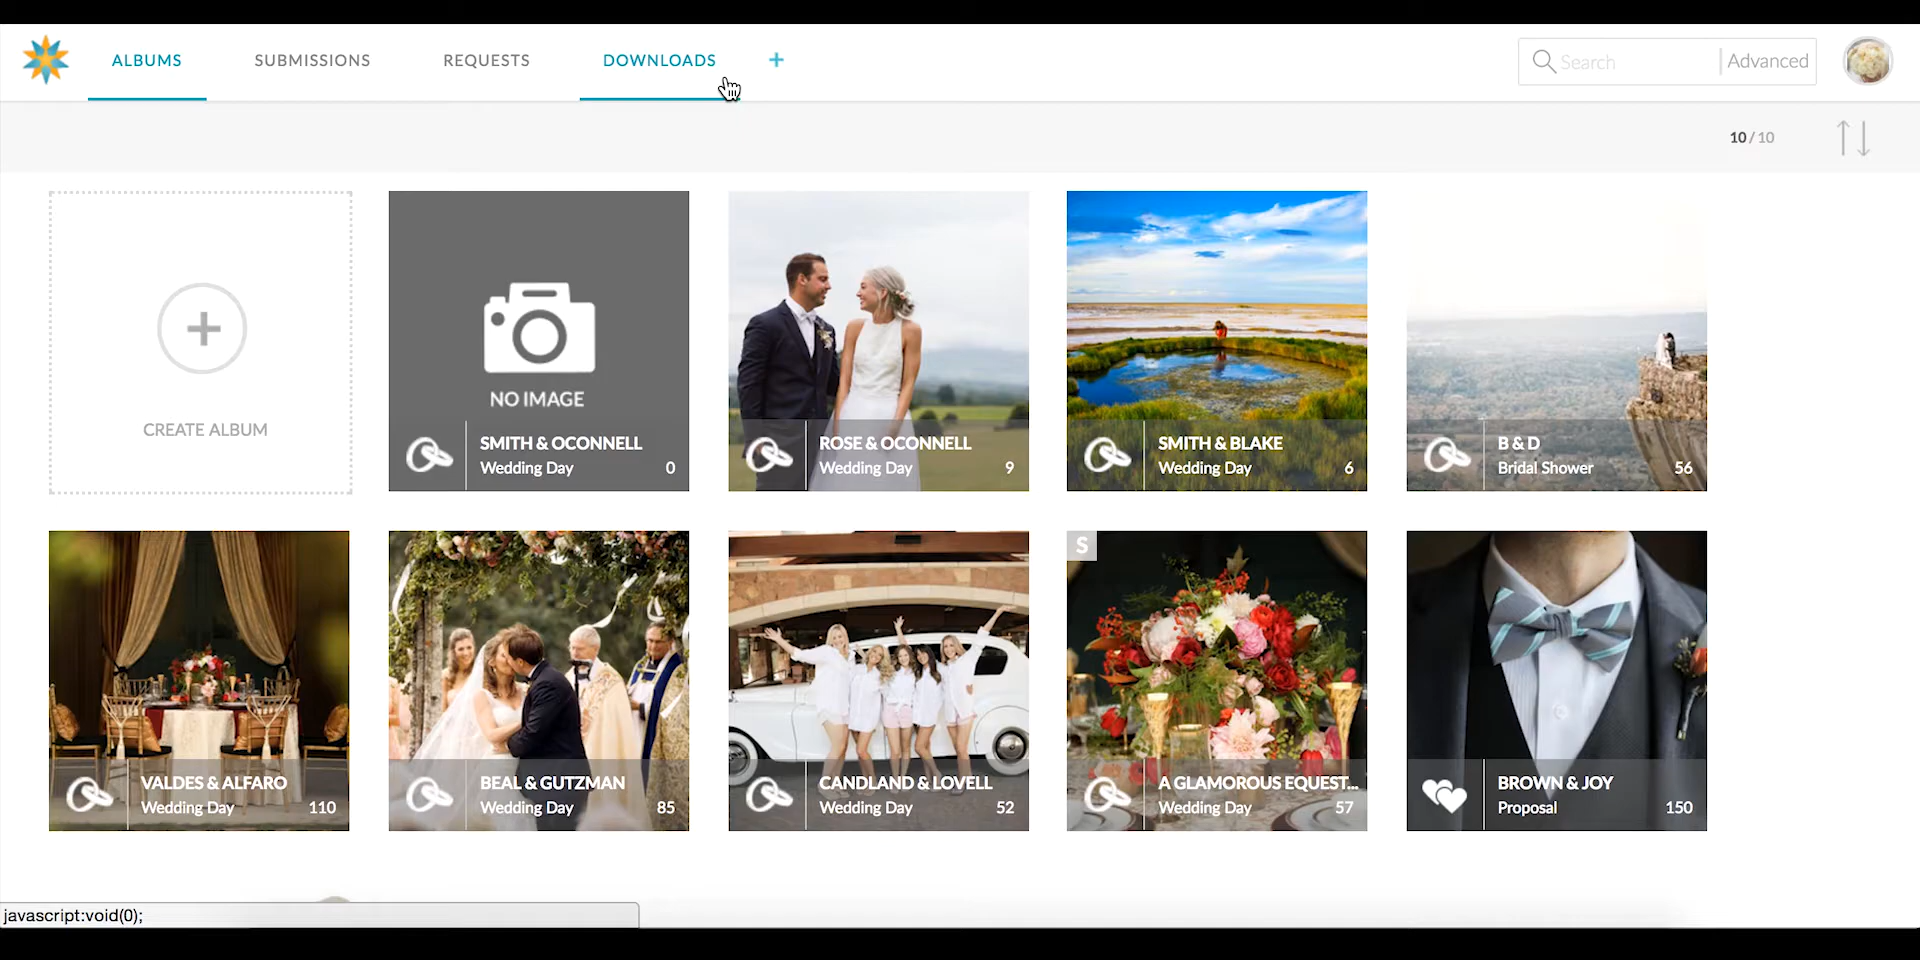 ALBUMS
SUBMISSIONS
REQUESTS
DOWNLOADS
+
Search
Advanced
10 / 10
CREATE ALBUM
NO IMAGE
SMITH & OCONNELL
Wedding Day 0
ROSE & OCONNELL
Wedding Day 9
SMITH & BLAKE
Wedding Day 6
B & D
Bridal Shower 56
VALDES & ALFARO
Wedding Day 110
BEAL & GUTZMAN
Wedding Day 85
CANDLAND & LOVELL
Wedding Day 52
S
A GLAMOROUS EQUEST...
Wedding Day 57
BROWN & JOY
Proposal 150
javascript:void(0);